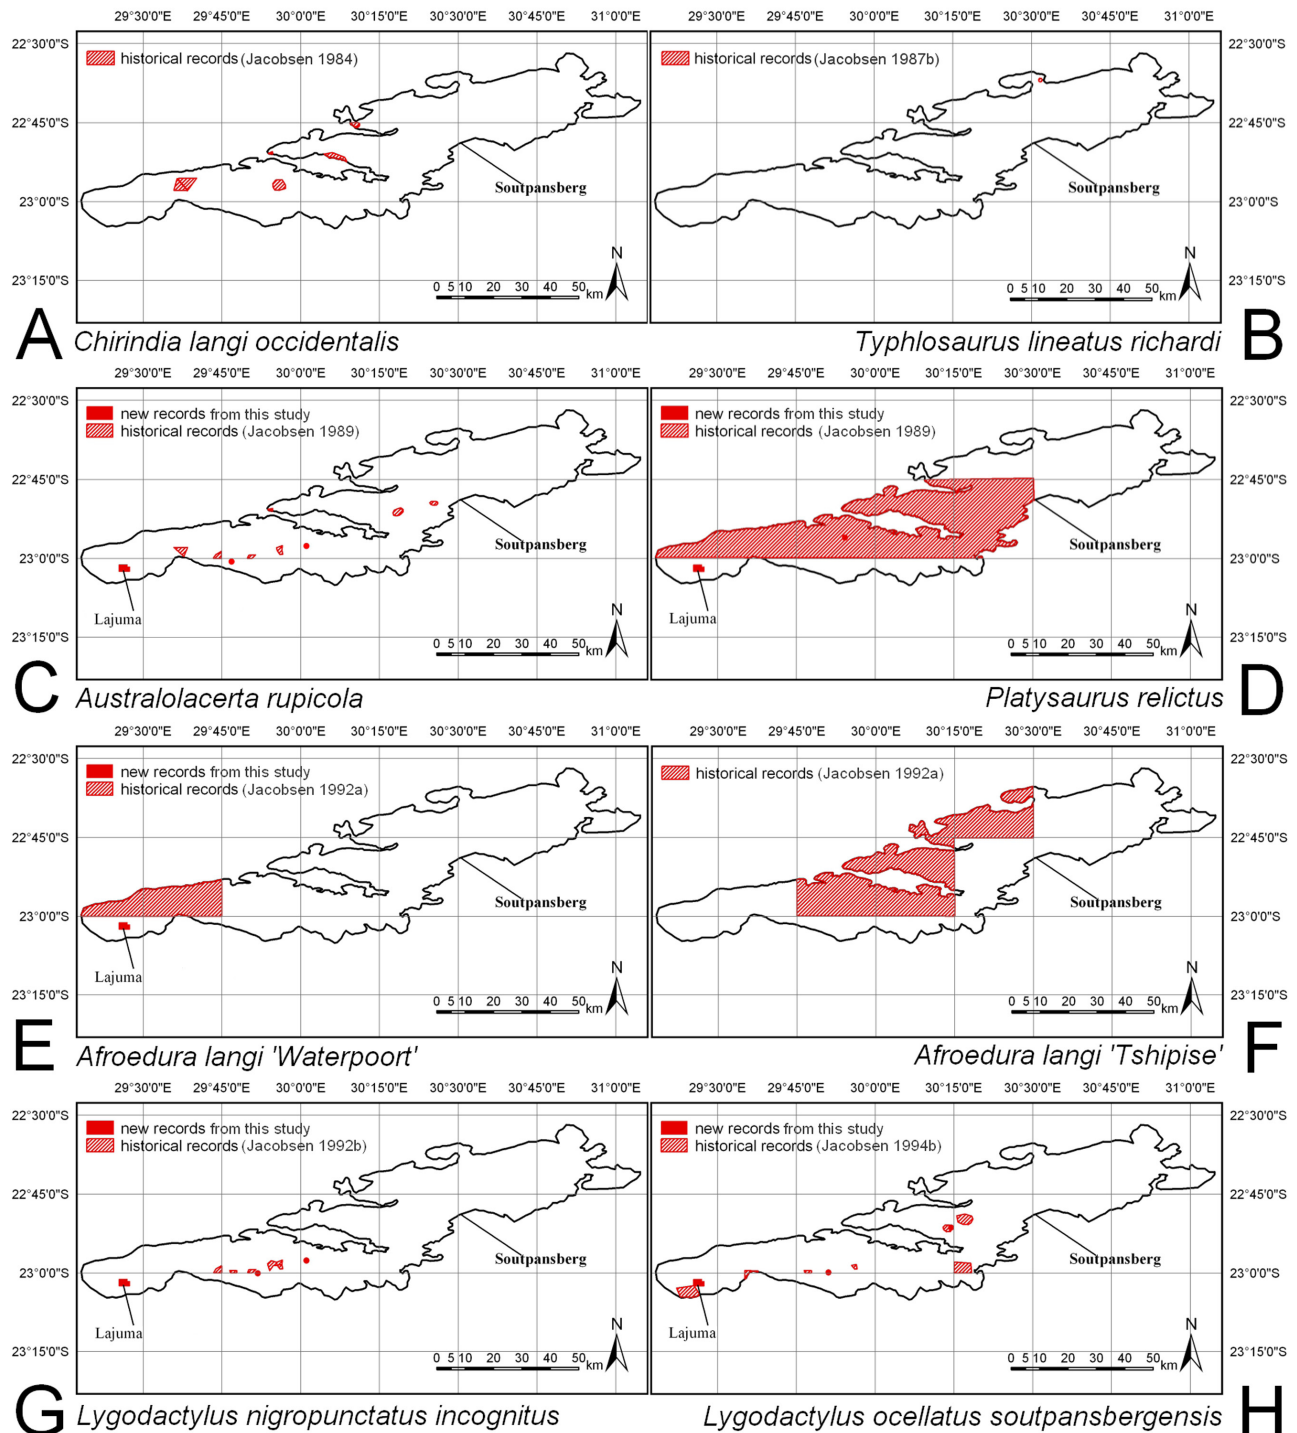 29°30'0"E 29°45'0"E 30°00'0"E 30°15'0"E 30°30'0"E 30°45'0"E 31°00'0"E
29°30'0"E 29°45'0"E 30°00'0"E 30°15'0"E 30°30'0"E 30°45'0"E 31°00'0"E
22°30'0"S
22°45'0"S
23°0'0"S
23°15'0"S
historical records (Jacobsen 1984)
Soutpansberg
N
0 5 10 20 30 40 50 km
A Chirindia langi occidentalis
historical records (Jacobsen 1987b)
Soutpansberg
N
0 5 10 20 30 40 50 km
22°30'0"S
22°45'0"S
23°0'0"S
23°15'0"S
Typhlosaurus lineatus richardi B
29°30'0"E 29°45'0"E 30°00'0"E 30°15'0"E 30°30'0"E 30°45'0"E 31°00'0"E
29°30'0"E 29°45'0"E 30°00'0"E 30°15'0"E 30°30'0"E 30°45'0"E 31°00'0"E
22°30'0"S
22°45'0"S
23°0'0"S
23°15'0"S
new records from this study
historical records (Jacobsen 1989)
Soutpansberg
Lajuma
N
0 5 10 20 30 40 50 km
C Australolacerta rupicola
new records from this study
historical records (Jacobsen 1989)
Soutpansberg
Lajuma
N
0 5 10 20 30 40 50 km
22°30'0"S
22°45'0"S
23°0'0"S
23°15'0"S
Platysaurus relictus D
29°30'0"E 29°45'0"E 30°00'0"E 30°15'0"E 30°30'0"E 30°45'0"E 31°00'0"E
29°30'0"E 29°45'0"E 30°00'0"E 30°15'0"E 30°30'0"E 30°45'0"E 31°00'0"E
22°30'0"S
22°45'0"S
23°0'0"S
23°15'0"S
new records from this study
historical records (Jacobsen 1992a)
Soutpansberg
Lajuma
N
0 5 10 20 30 40 50 km
E Afroedura langi 'Waterpoort'
historical records (Jacobsen 1992a)
Soutpansberg
N
0 5 10 20 30 40 50 km
22°30'0"S
22°45'0"S
23°0'0"S
23°15'0"S
Afroedura langi 'Tshipise' F
29°30'0"E 29°45'0"E 30°00'0"E 30°15'0"E 30°30'0"E 30°45'0"E 31°00'0"E
29°30'0"E 29°45'0"E 30°00'0"E 30°15'0"E 30°30'0"E 30°45'0"E 31°00'0"E
22°30'0"S
22°45'0"S
23°0'0"S
23°15'0"S
new records from this study
historical records (Jacobsen 1992b)
Soutpansberg
Lajuma
N
0 5 10 20 30 40 50 km
G Lygodactylus nigropunctatus incognitus
new records from this study
historical records (Jacobsen 1994b)
Soutpansberg
Lajuma
N
0 5 10 20 30 40 50 km
22°30'0"S
22°45'0"S
23°0'0"S
23°15'0"S
Lygodactylus ocellatus soutpansbergensis H